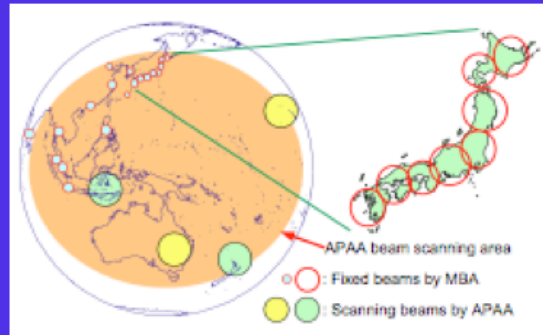 APAA beam scanning area
: Fixed beams by MBA
: Scanning beams by APAA